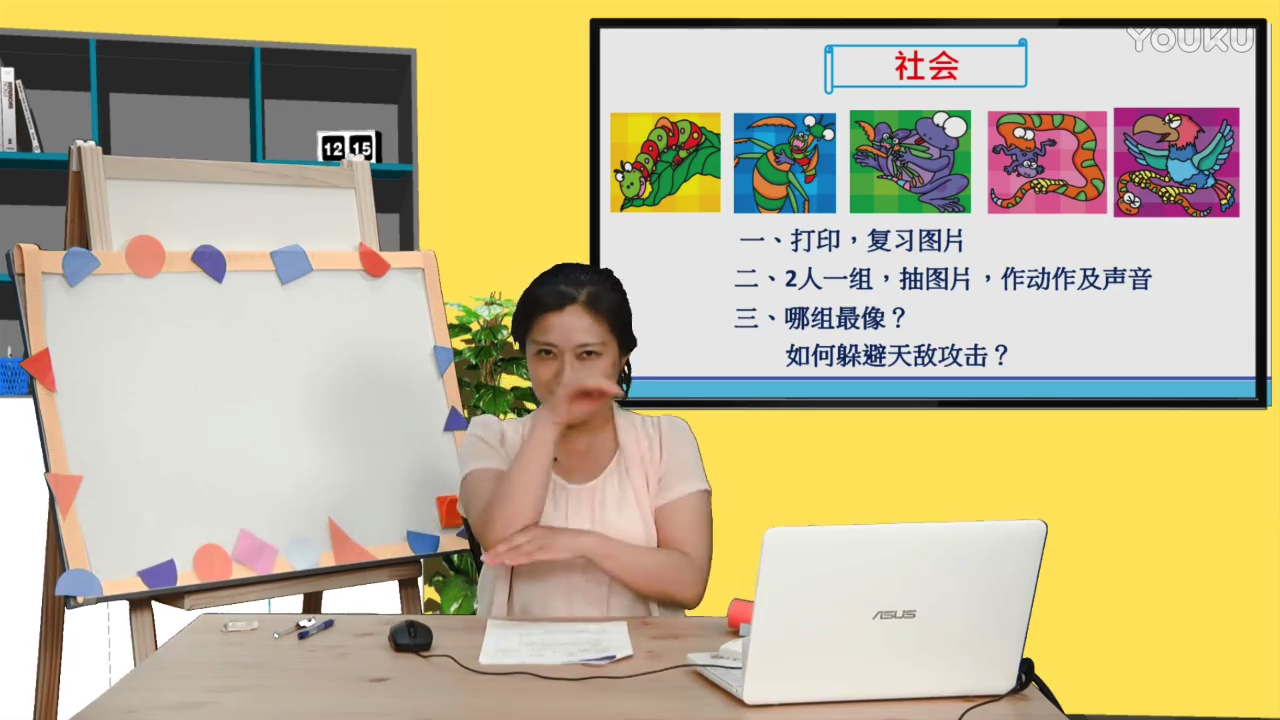 YOUKU
社会
一、打印，复习图片
二、2人一组，抽图片，作动作及声音
三、哪组最像？
如何躲避天敌攻击？
12 15
ASUS